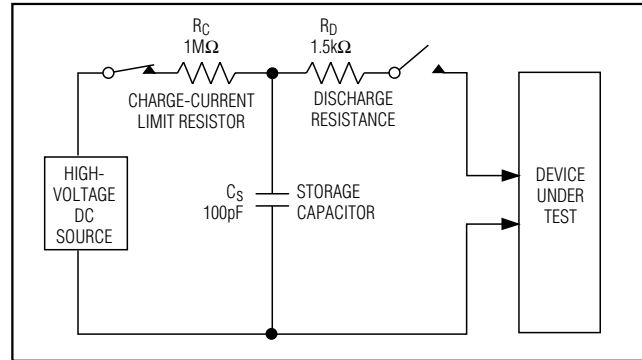 RC
1MΩ
RD
1.5kΩ
CHARGE-CURRENT
LIMIT RESISTOR
DISCHARGE
RESISTANCE
HIGH-
VOLTAGE
DC
SOURCE
CS
100pF
STORAGE
CAPACITOR
DEVICE
UNDER
TEST